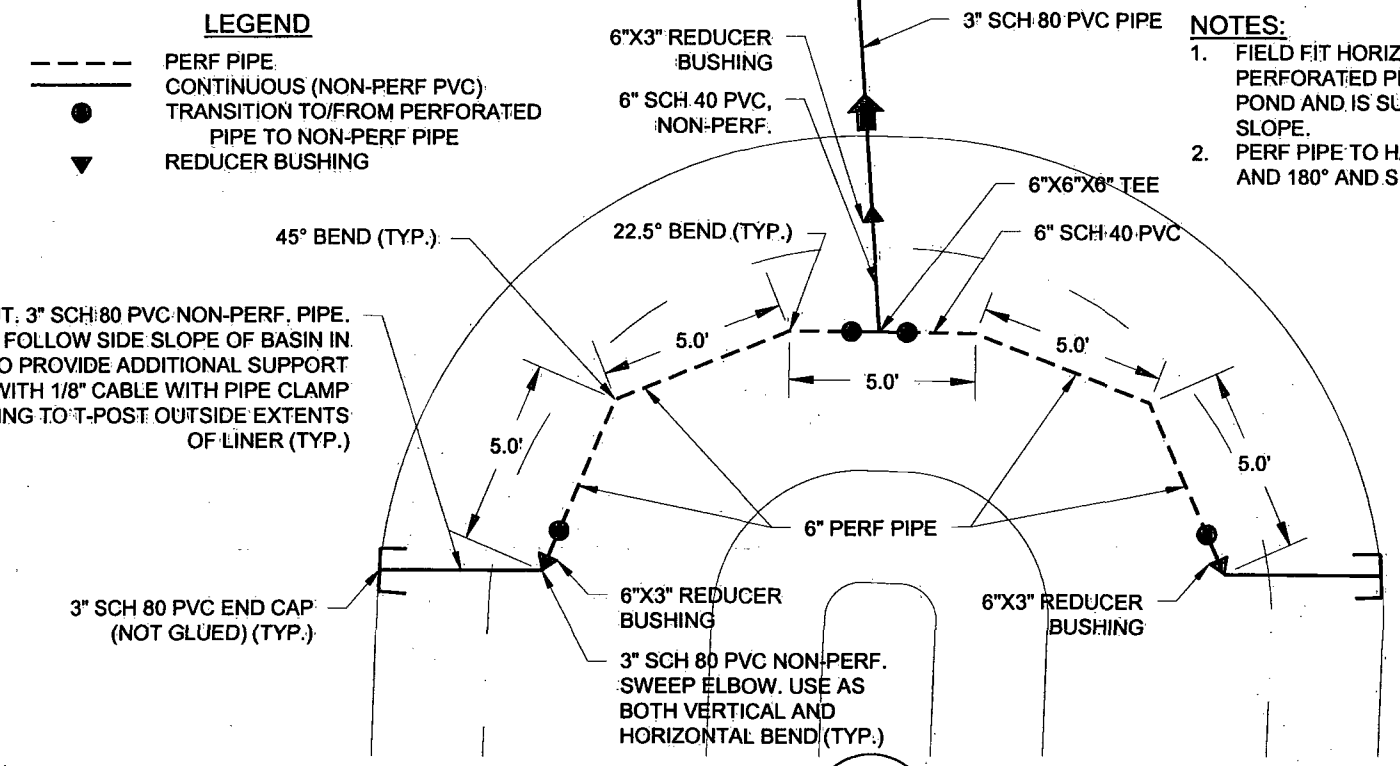 LEGEND
PERF PIPE
CONTINUOUS (NON-PERF PVC)
TRANSITION TO/FROM PERFORATED
PIPE TO NON-PERF PIPE
REDUCER BUSHING
6"X3" REDUCER
BUSHING
6" SCH 40 PVC,
NON-PERF.
3" SCH 80 PVC PIPE
NOTES:
1. FIELD FIT HORIZ
PERFORATED PI
POND AND IS SU
SLOPE.
2. PERF PIPE TO HA
AND 180° AND S
45° BEND (TYP.)
22.5° BEND (TYP.)
6"X6"X6" TEE
6" SCH 40 PVC
T. 3" SCH 80 PVC NON-PERF. PIPE.
FOLLOW SIDE SLOPE OF BASIN IN
O PROVIDE ADDITIONAL SUPPORT
WITH 1/8" CABLE WITH PIPE CLAMP
ING TO T-POST OUTSIDE EXTENTS
OF LINER (TYP.)
5.0'
5.0'
5.0'
5.0'
5.0'
6" PERF PIPE
3" SCH 80 PVC END CAP
(NOT GLUED) (TYP.)
6"X3" REDUCER
BUSHING
6"X3" REDUCER
BUSHING
3" SCH 80 PVC NON-PERF.
SWEEP ELBOW. USE AS
BOTH VERTICAL AND
HORIZONTAL BEND (TYP.)